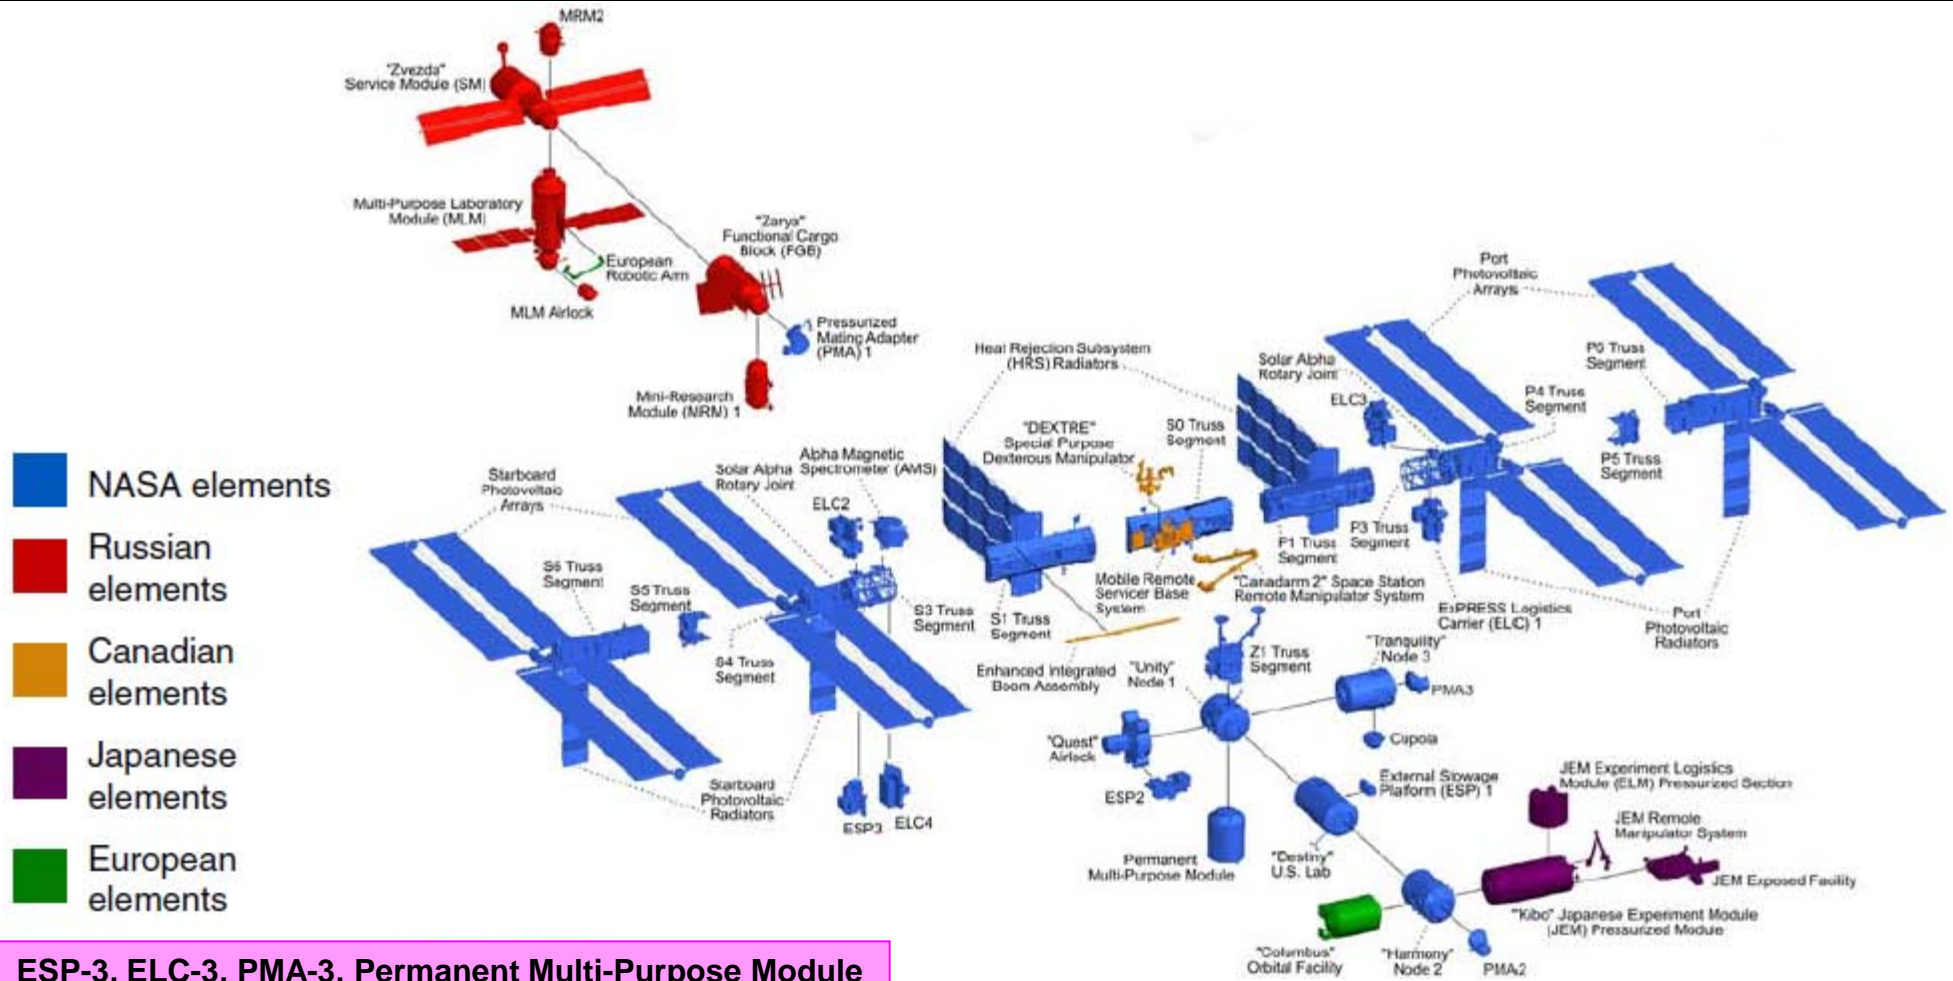 MRM2
"Zvezda"
Service Module (SM)
Multi-Purpose Laboratory
Module (MLM)
European
Robotic Arm
MLM Airlock
"Zarya"
Functional Cargo
Block (FGB)
Pressurized
Mating Adapter
(PMA) 1
Mini-Research
Module (MRM) 1
Port
Photovoltaic
Arrays
Heat Rejection Subsystem
(HRS) Radiators
Solar Alpha
Rotary Joint
ELC3
P6 Truss
Segment
P4 Truss
Segment
P5 Truss
Segment
"DEXTRE"
Special Purpose
Dexterous Manipulator
S0 Truss
Segment
P1 Truss
Segment
P3 Truss
Segment
NASA elements
Russian
elements
Canadian
elements
Japanese
elements
European
elements
Starboard
Photovoltaic
Arrays
Solar Alpha
Rotary Joint
Alpha Magnetic
Spectrometer (AMS)
ELC2
S6 Truss
Segment
S5 Truss
Segment
S4 Truss
Segment
S3 Truss
Segment
S1 Truss
Segment
Mobile Remote
Servicer Base
System
"Canadarm 2" Space Station
Remote Manipulator System
ExPRESS Logistics
Carrier (ELC) 1
Port
Photovoltaic
Radiators
Enhanced Integrated
Boom Assembly
"Unity"
Node 1
Z1 Truss
Segment
"Tranquility"
Node 3
PMA3
Cupola
"Quest"
Airlock
ESP2
Starboard
Photovoltaic
Radiators
ESP3
ELC4
Permanent
Multi-Purpose Module
External Stowage
Platform (ESP) 1
"Destiny"
U.S. Lab
JEM Experiment Logistics
Module (ELM) Pressurized Section
JEM Remote
Manipulator System
JEM Exposed Facility
"Kibo" Japanese Experiment Module
(JEM) Pressurized Module
"Columbus"
Orbital Facility
"Harmony"
Node 2
PMA2
ESP-3, ELC-3, PMA-3, Permanent Multi-Purpose Module